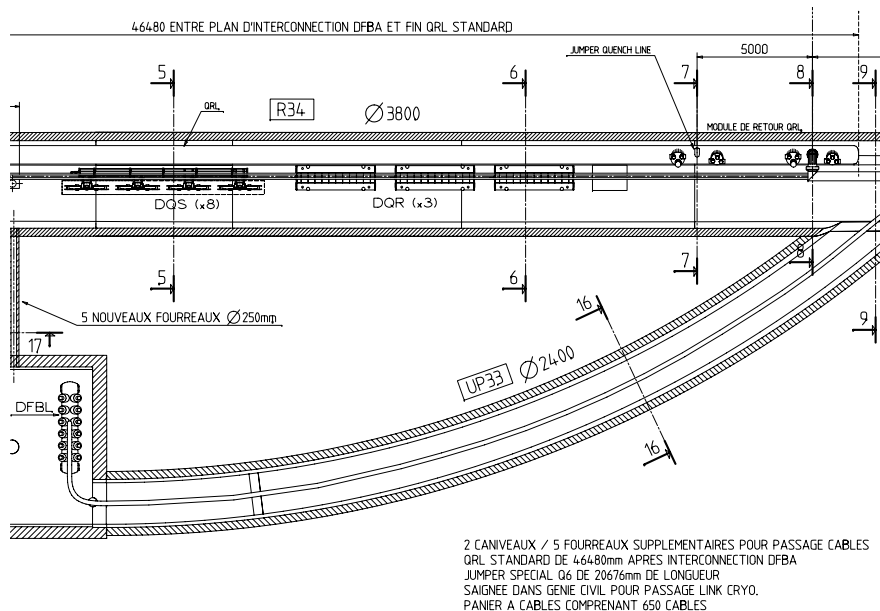 46480 ENTRE PLAN D'INTERCONNECTION DFBA ET FIN QRL STANDARD
JUMPER QUENCH LINE
5000
5
6
7
8
9
QRL
R34
Ø3800
MODULE DE RETOUR QRL
DQS (x8)
DQR (x3)
5
6
7
8
9
5 NOUVEAUX FOURREAUX Ø250mm
16
17
UP33
Ø2400
DFBL
16
2 CANIVEAUX / 5 FOURREAUX SUPPLEMENTAIRES POUR PASSAGE CABLES
QRL STANDARD DE 46480mm APRES INTERCONNECTION DFBA
JUMPER SPECIAL Q6 DE 20676mm DE LONGUEUR
SAIGNEE DANS GENIE CIVIL POUR PASSAGE LINK CRYO.
PANIER A CABLES COMPRENANT 650 CABLES